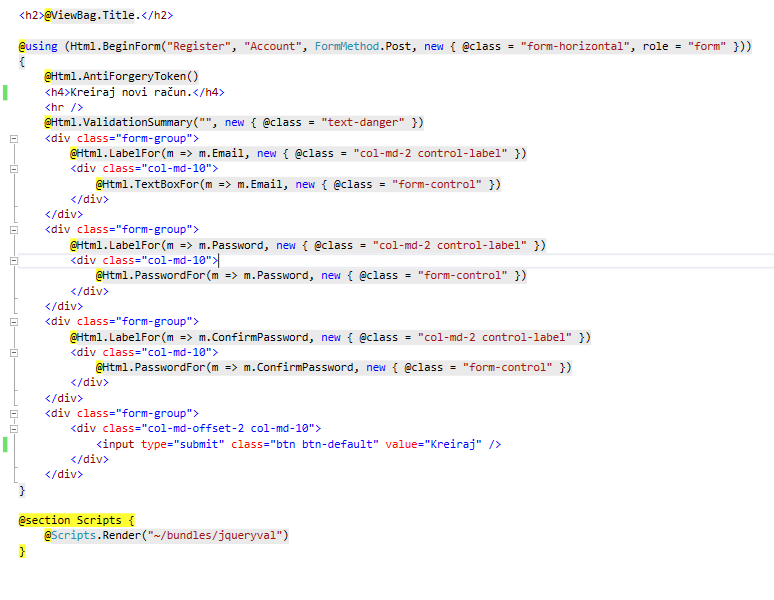 <h2>@ViewBag.Title.</h2>
@using (Html.BeginForm("Register", "Account", FormMethod.Post, new { @class = "form-horizontal", role = "form" }))
{
@Html.AntiForgeryToken()
<h4>Kreiraj novi račun.</h4>
<hr />
@Html.ValidationSummary("", new { @class = "text-danger" })
<div class="form-group">
@Html.LabelFor(m => m.Email, new { @class = "col-md-2 control-label" })
<div class="col-md-10">
@Html.TextBoxFor(m => m.Email, new { @class = "form-control" })
</div>
</div>
<div class="form-group">
@Html.LabelFor(m => m.Password, new { @class = "col-md-2 control-label" })
<div class="col-md-10">
@Html.PasswordFor(m => m.Password, new { @class = "form-control" })
</div>
</div>
<div class="form-group">
@Html.LabelFor(m => m.ConfirmPassword, new { @class = "col-md-2 control-label" })
<div class="col-md-10">
@Html.PasswordFor(m => m.ConfirmPassword, new { @class = "form-control" })
</div>
</div>
<div class="form-group">
<div class="col-md-offset-2 col-md-10">
<input type="submit" class="btn btn-default" value="Kreiraj" />
</div>
</div>
}
@section Scripts {
@Scripts.Render("~/bundles/jqueryval")
}